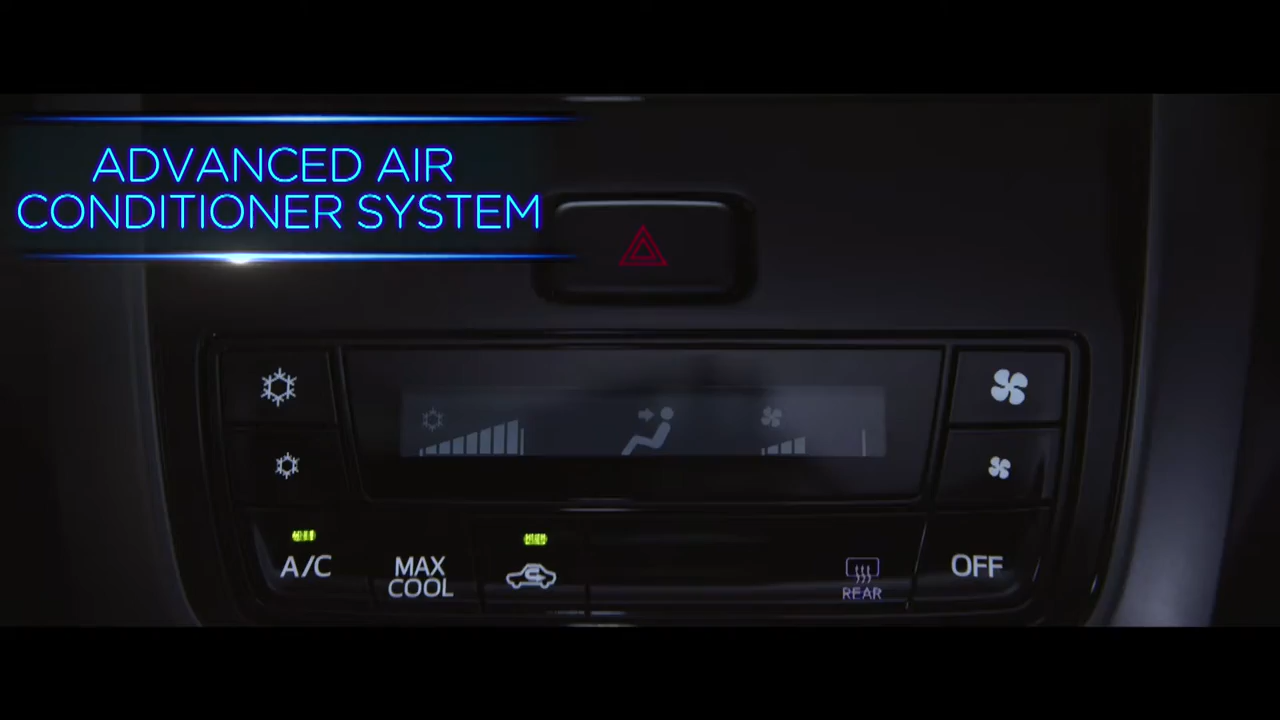 ADVANCED AIR
CONDITIONER SYSTEM
A/C
MAX
COOL
REAR
OFF